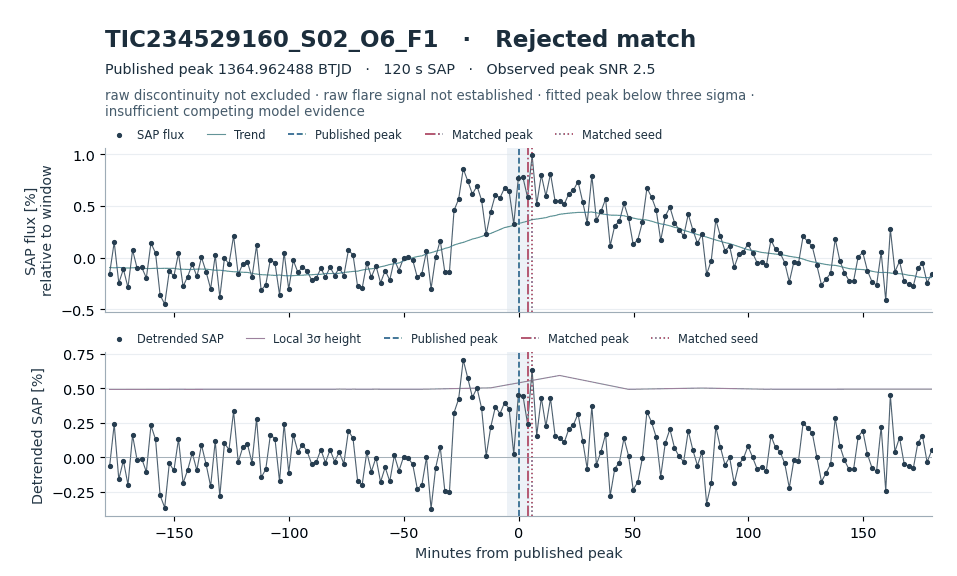 TIC234529160_S02_O6_F1 · Rejected match
Published peak 1364.962488 BTJD · 120 s SAP · Observed peak SNR 2.5
raw discontinuity not excluded · raw flare signal not established · fitted peak below three sigma ·
insufficient competing model evidence
SAP flux Trend Published peak Matched peak Matched seed
1.0
0.5
0.0
−0.5
SAP flux [%]
relative to window
Detrended SAP Local 3σ height Published peak Matched peak Matched seed
0.75
0.50
0.25
0.00
−0.25
Detrended SAP [%]
−150 −100 −50 0 50 100 150
Minutes from published peak